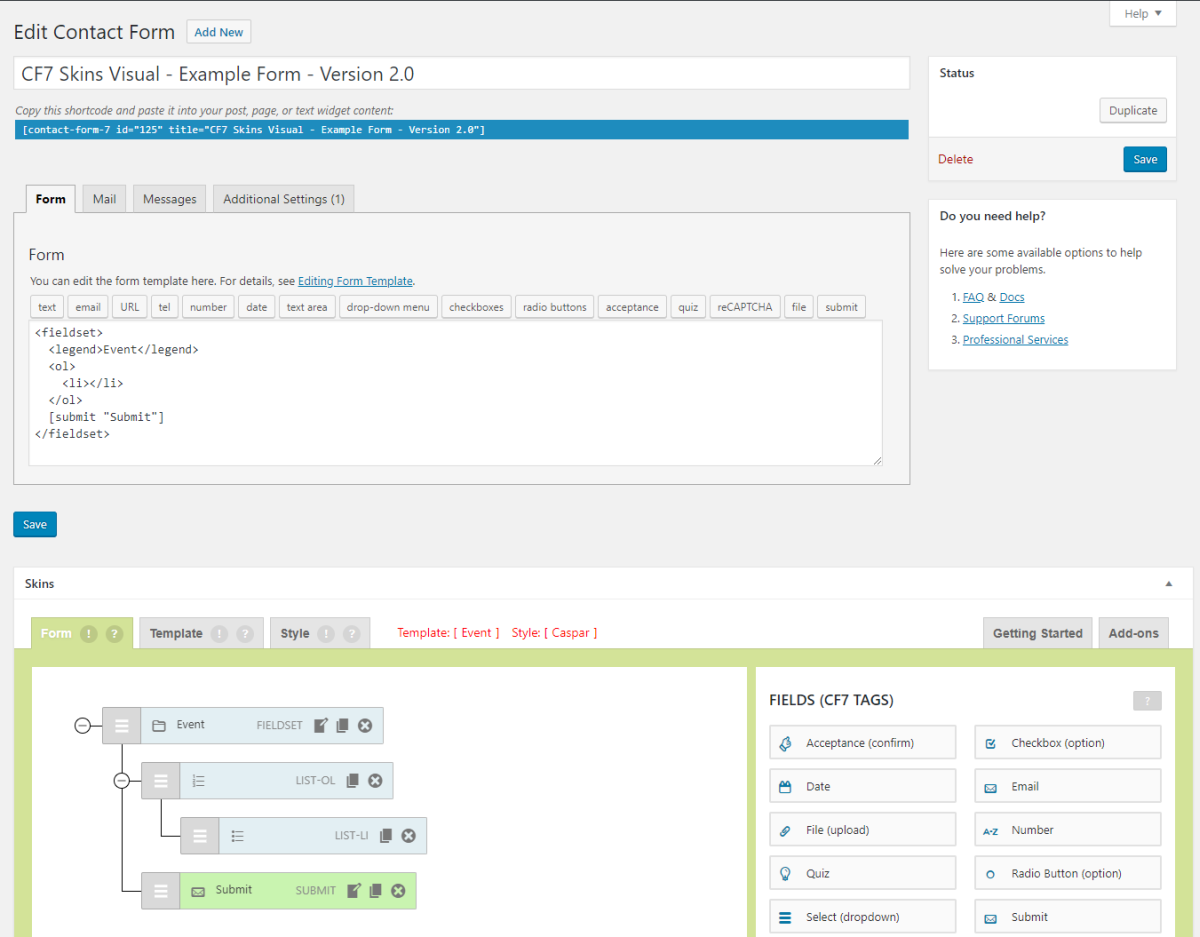 Help ▼
Edit Contact Form Add New
CF7 Skins Visual - Example Form - Version 2.0
Copy this shortcode and paste it into your post, page, or text widget content:
[contact-form-7 id="125" title="CF7 Skins Visual - Example Form - Version 2.0"]
Form Mail Messages Additional Settings (1)
Form
You can edit the form template here. For details, see Editing Form Template.
text email URL tel number date text area drop-down menu checkboxes radio buttons acceptance quiz reCAPTCHA file submit
<fieldset>
  <legend>Event</legend>
  <ol>
    <li></li>
  </ol>
  [submit "Submit"]
</fieldset>
Save
Status
Duplicate
Delete Save
Do you need help?
Here are some available options to help
solve your problems.
1. FAQ & Docs
2. Support Forums
3. Professional Services
Skins ▲
Form ! ? Template ! ? Style ! ? Template: [ Event ] Style: [ Caspar ] Getting Started Add-ons
Event FIELDSET
LIST-OL
LIST-LI
Submit SUBMIT
FIELDS (CF7 TAGS) ?
Acceptance (confirm) Checkbox (option)
Date Email
File (upload) A-Z Number
Quiz Radio Button (option)
Select (dropdown) Submit